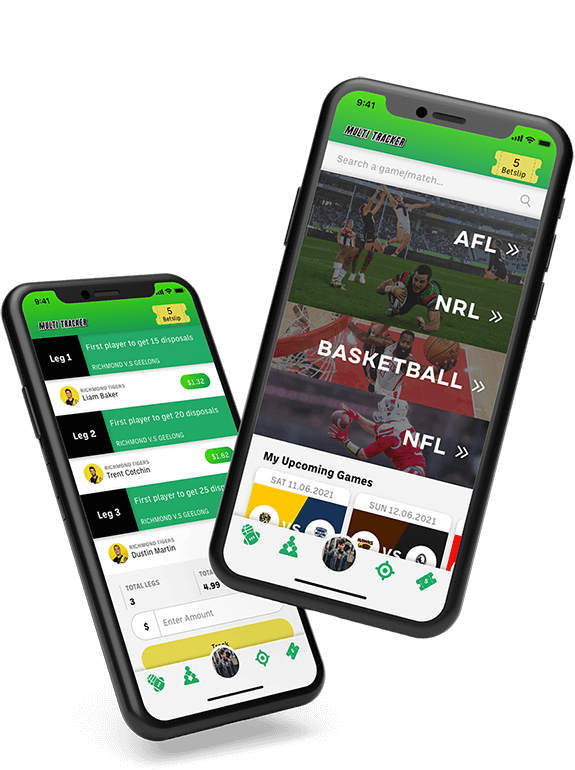 9:41
MULTI TRACKER
5
Betslip
Search a game/match...
AFL
NRL
BASKETBALL
NFL
My Upcoming Games
SAT 11.06.2021
SUN 12.06.2021
VS
VS
9:41
MULTI TRACKER
5
Betslip
Leg 1
First player to get 15 disposals
RICHMOND V.S GEELONG
RICHMOND TIGERS
Liam Baker
$1.32
Leg 2
First player to get 20 disposals
RICHMOND V.S GEELONG
RICHMOND TIGERS
Trent Cotchin
$1.62
Leg 3
First player to get 25 disp
RICHMOND V.S GEELONG
RICHMOND TIGERS
Dustin Martin
TOTAL LEGS
3
TOTA
4.99
$
Enter Amount
Track